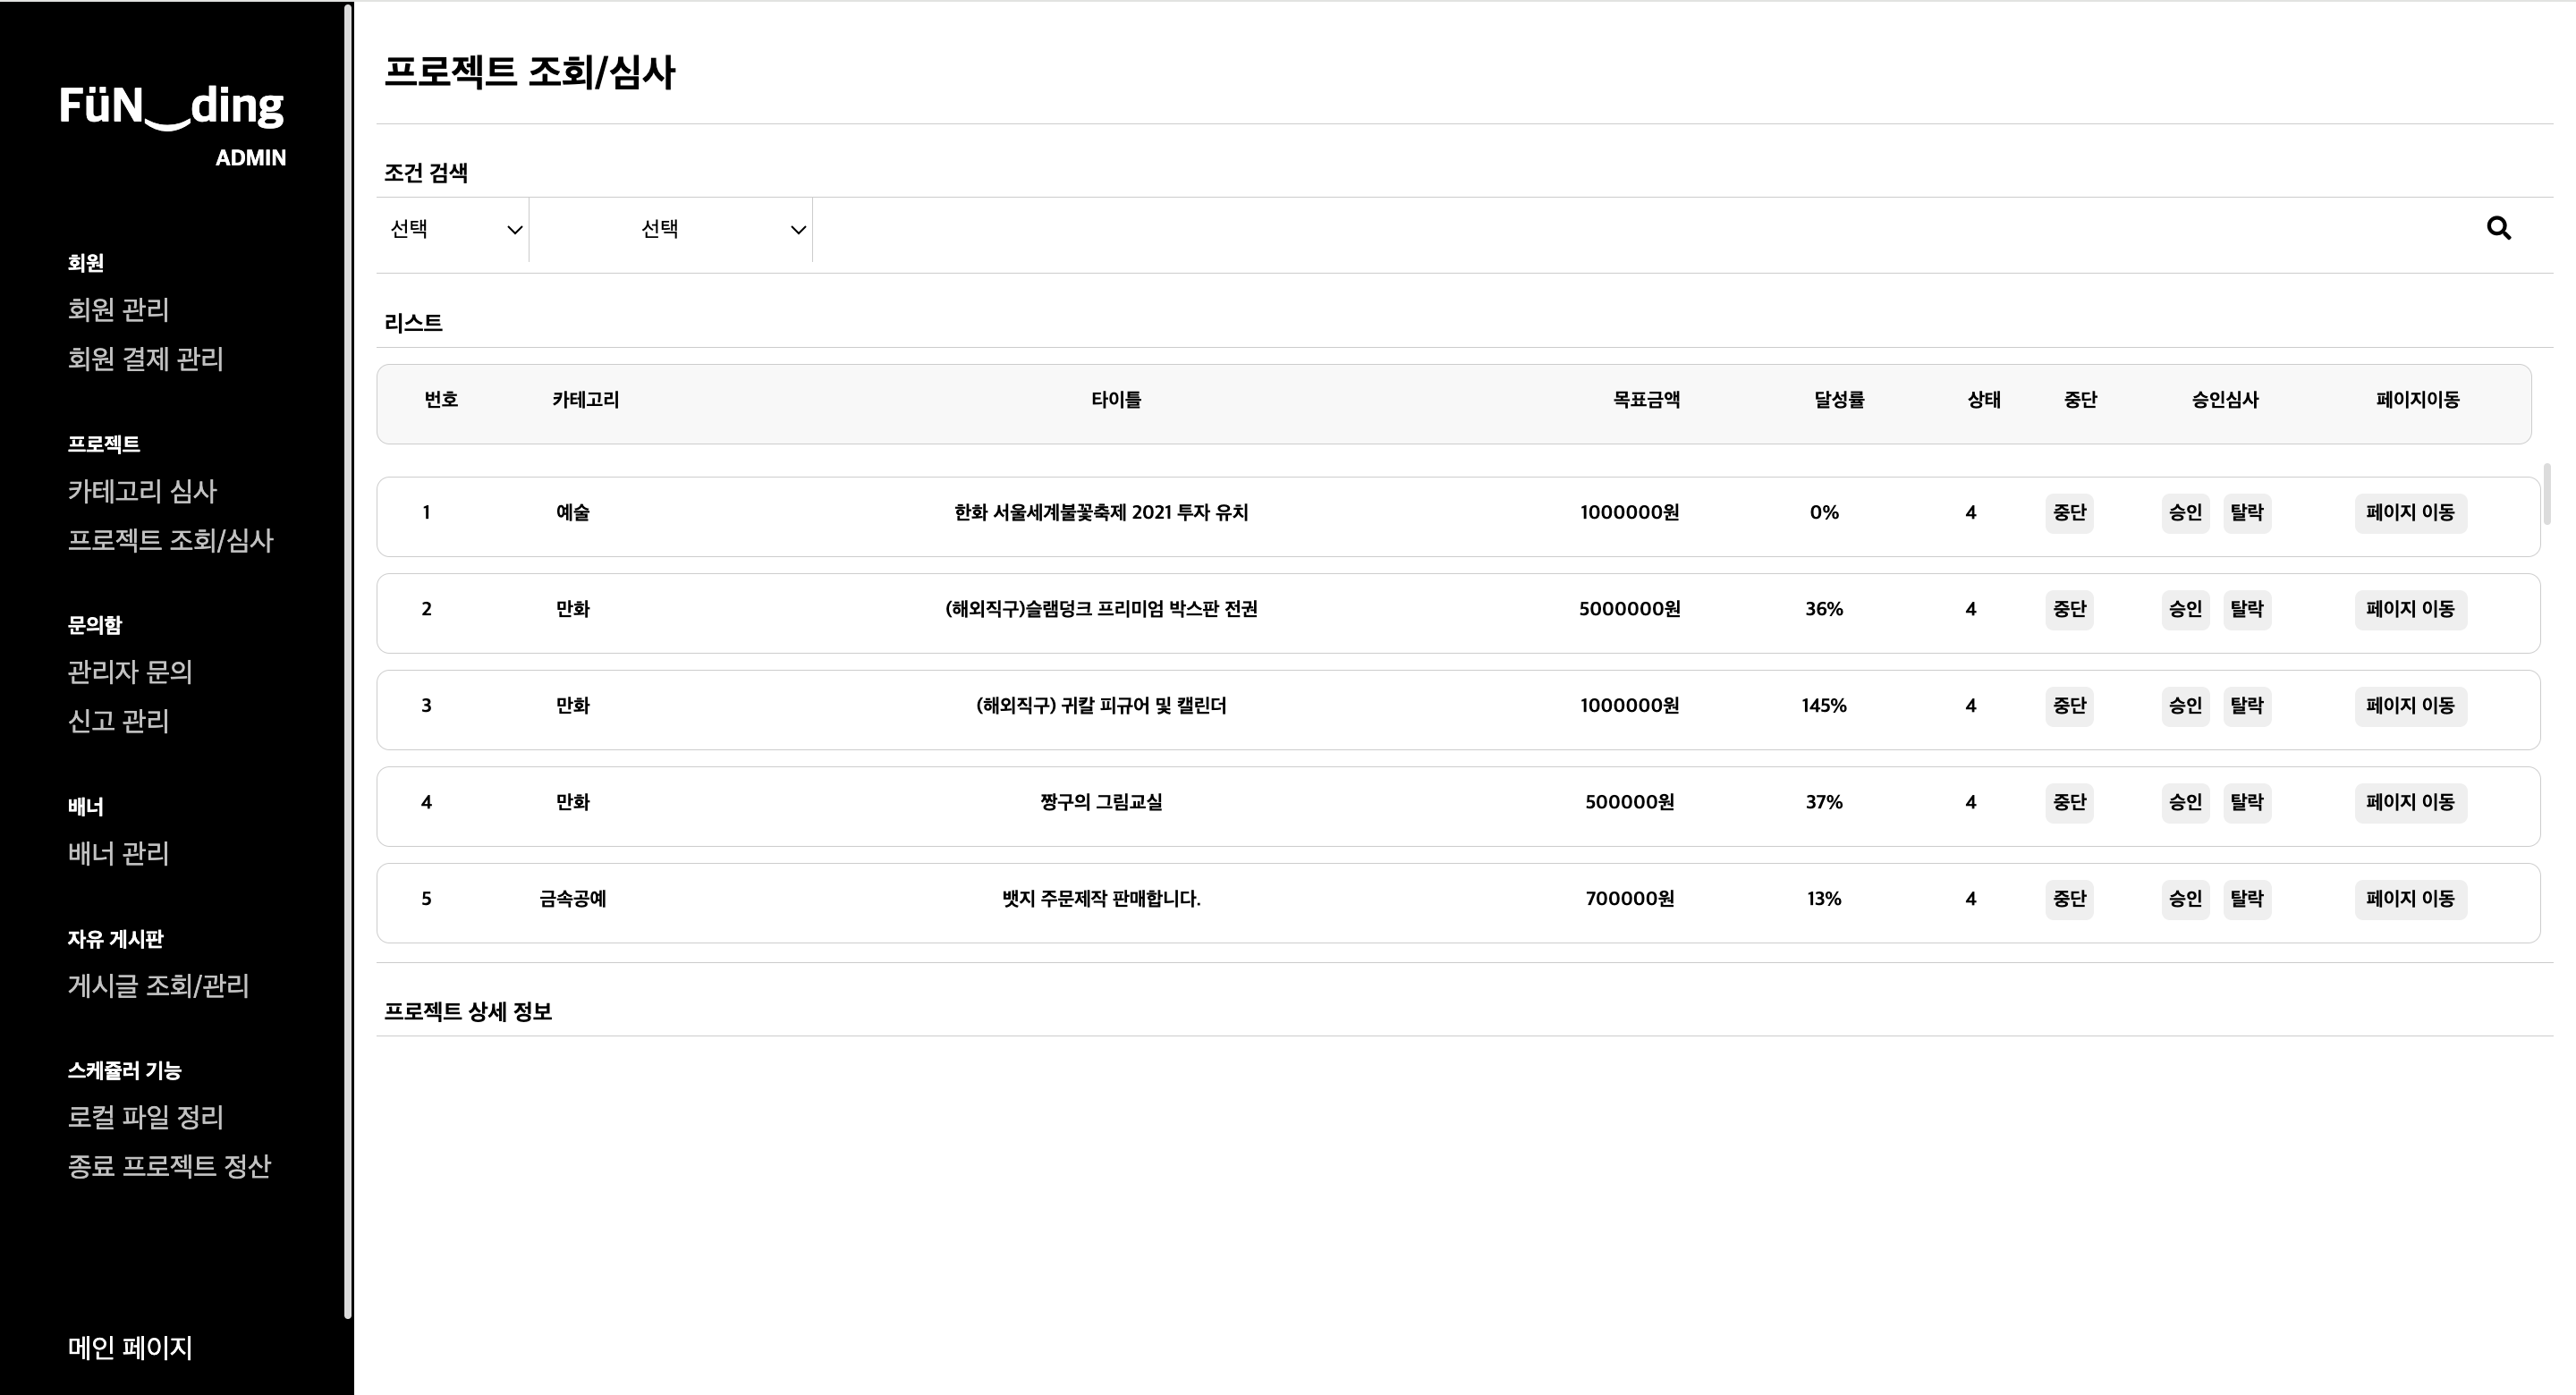 FüN‿ding
ADMIN
회원
회원 관리
회원 결제 관리
프로젝트
카테고리 심사
프로젝트 조회/심사
문의함
관리자 문의
신고 관리
배너
배너 관리
자유 게시판
게시글 조회/관리
스케쥴러 기능
로컬 파일 정리
종료 프로젝트 정산
메인 페이지
프로젝트 조회/심사
조건 검색
선택 선택
리스트
번호 카테고리 타이틀 목표금액 달성률 상태 중단 승인심사 페이지이동
1 예술 한화 서울세계불꽃축제 2021 투자 유치 1000000원 0% 4 중단 승인 탈락 페이지 이동
2 만화 (해외직구)슬램덩크 프리미엄 박스판 전권 5000000원 36% 4 중단 승인 탈락 페이지 이동
3 만화 (해외직구) 귀칼 피규어 및 캘린더 1000000원 145% 4 중단 승인 탈락 페이지 이동
4 만화 짱구의 그림교실 500000원 37% 4 중단 승인 탈락 페이지 이동
5 금속공예 뱃지 주문제작 판매합니다. 700000원 13% 4 중단 승인 탈락 페이지 이동
프로젝트 상세 정보